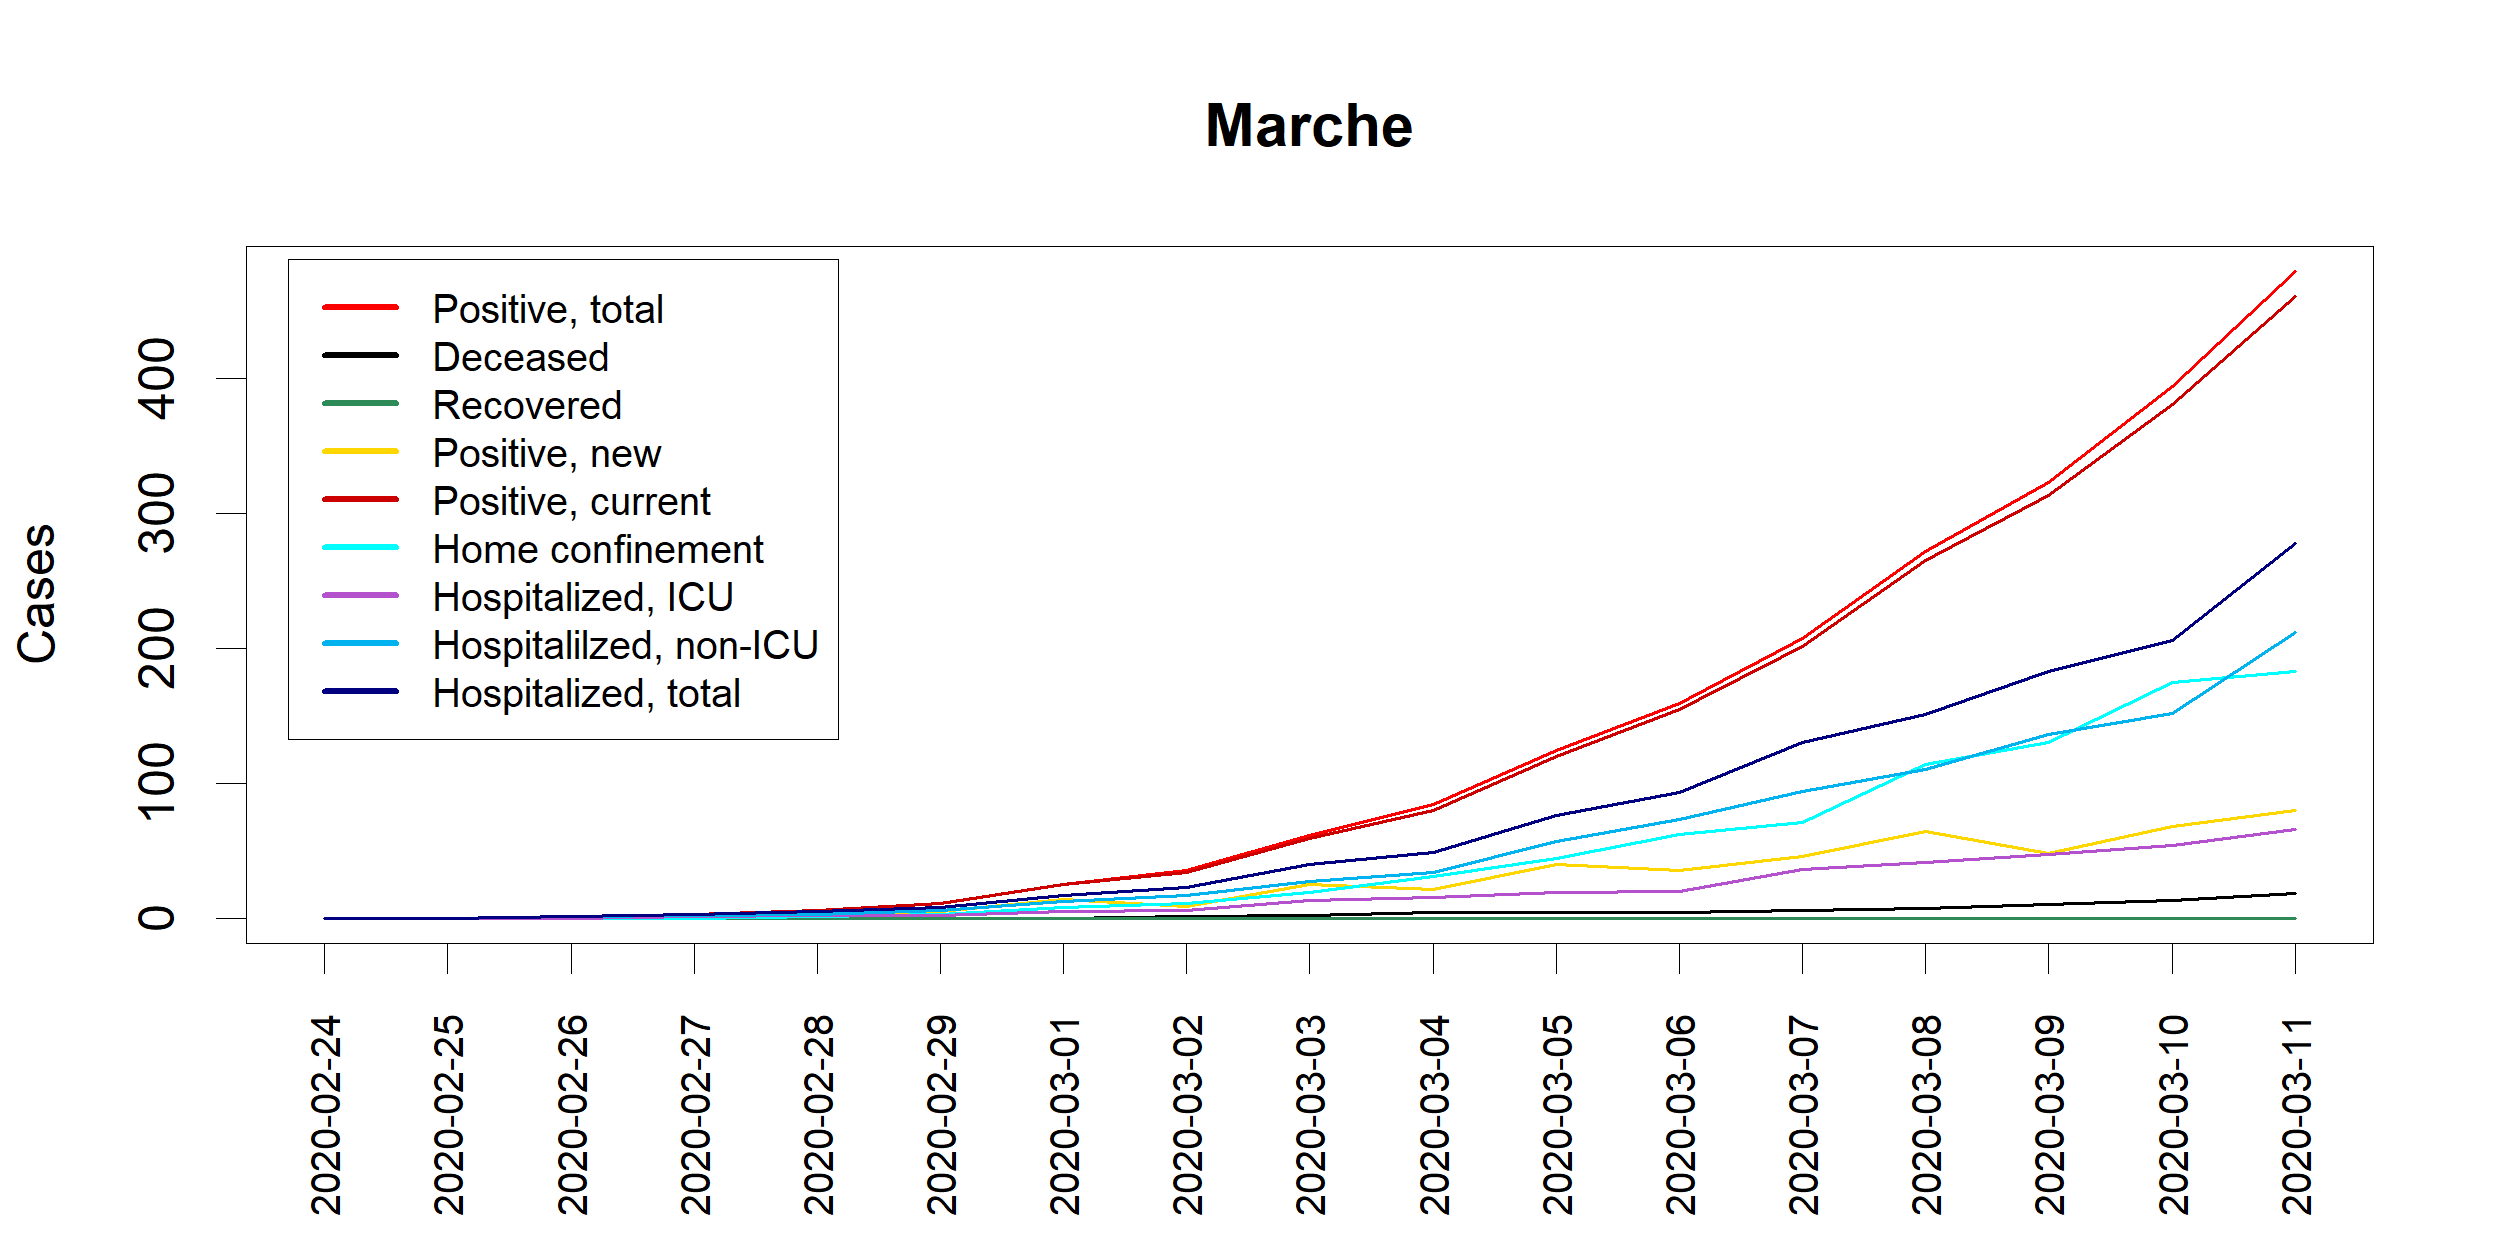 Marche
Cases
400
300
200
100
0
Positive, total
Deceased
Recovered
Positive, new
Positive, current
Home confinement
Hospitalized, ICU
Hospitalilzed, non-ICU
Hospitalized, total
2020-02-24
2020-02-25
2020-02-26
2020-02-27
2020-02-28
2020-02-29
2020-03-01
2020-03-02
2020-03-03
2020-03-04
2020-03-05
2020-03-06
2020-03-07
2020-03-08
2020-03-09
2020-03-10
2020-03-11